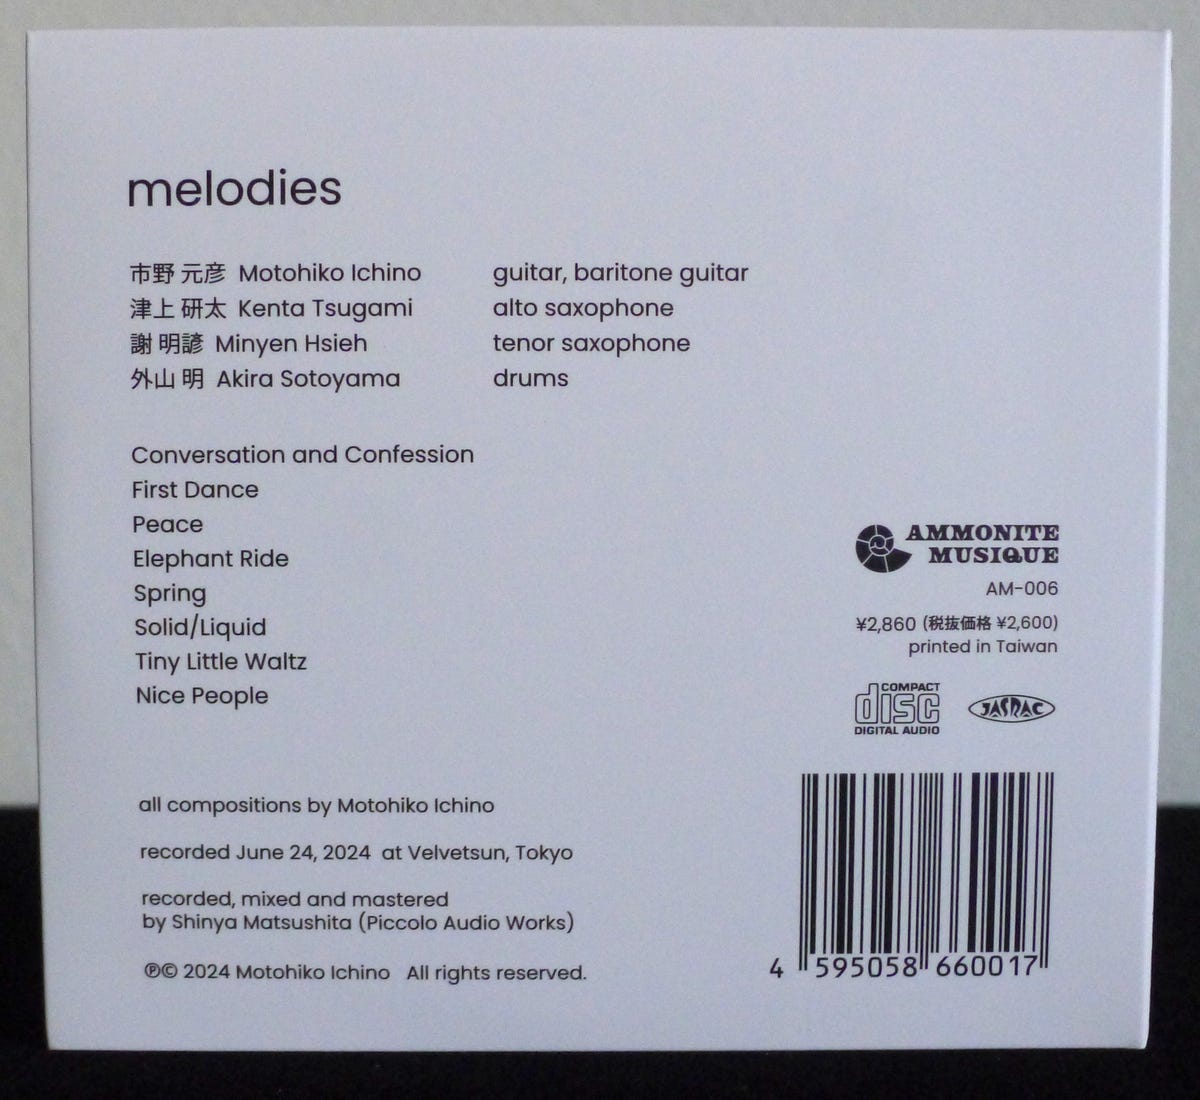 melodies
市野 元彦 Motohiko Ichino guitar, baritone guitar
津上 研太 Kenta Tsugami alto saxophone
謝 明諺 Minyen Hsieh tenor saxophone
外山 明 Akira Sotoyama drums
Conversation and Confession
First Dance
Peace
Elephant Ride
Spring
Solid/Liquid
Tiny Little Waltz
Nice People
all compositions by Motohiko Ichino
recorded June 24, 2024 at Velvetsun, Tokyo
recorded, mixed and mastered
by Shinya Matsushita (Piccolo Audio Works)
℗© 2024 Motohiko Ichino All rights reserved.
AMMONITE
MUSIQUE
AM-006
¥2,860 (税抜価格 ¥2,600)
printed in Taiwan
COMPACT
disc
DIGITAL AUDIO
JASRAC
4 595058 660017